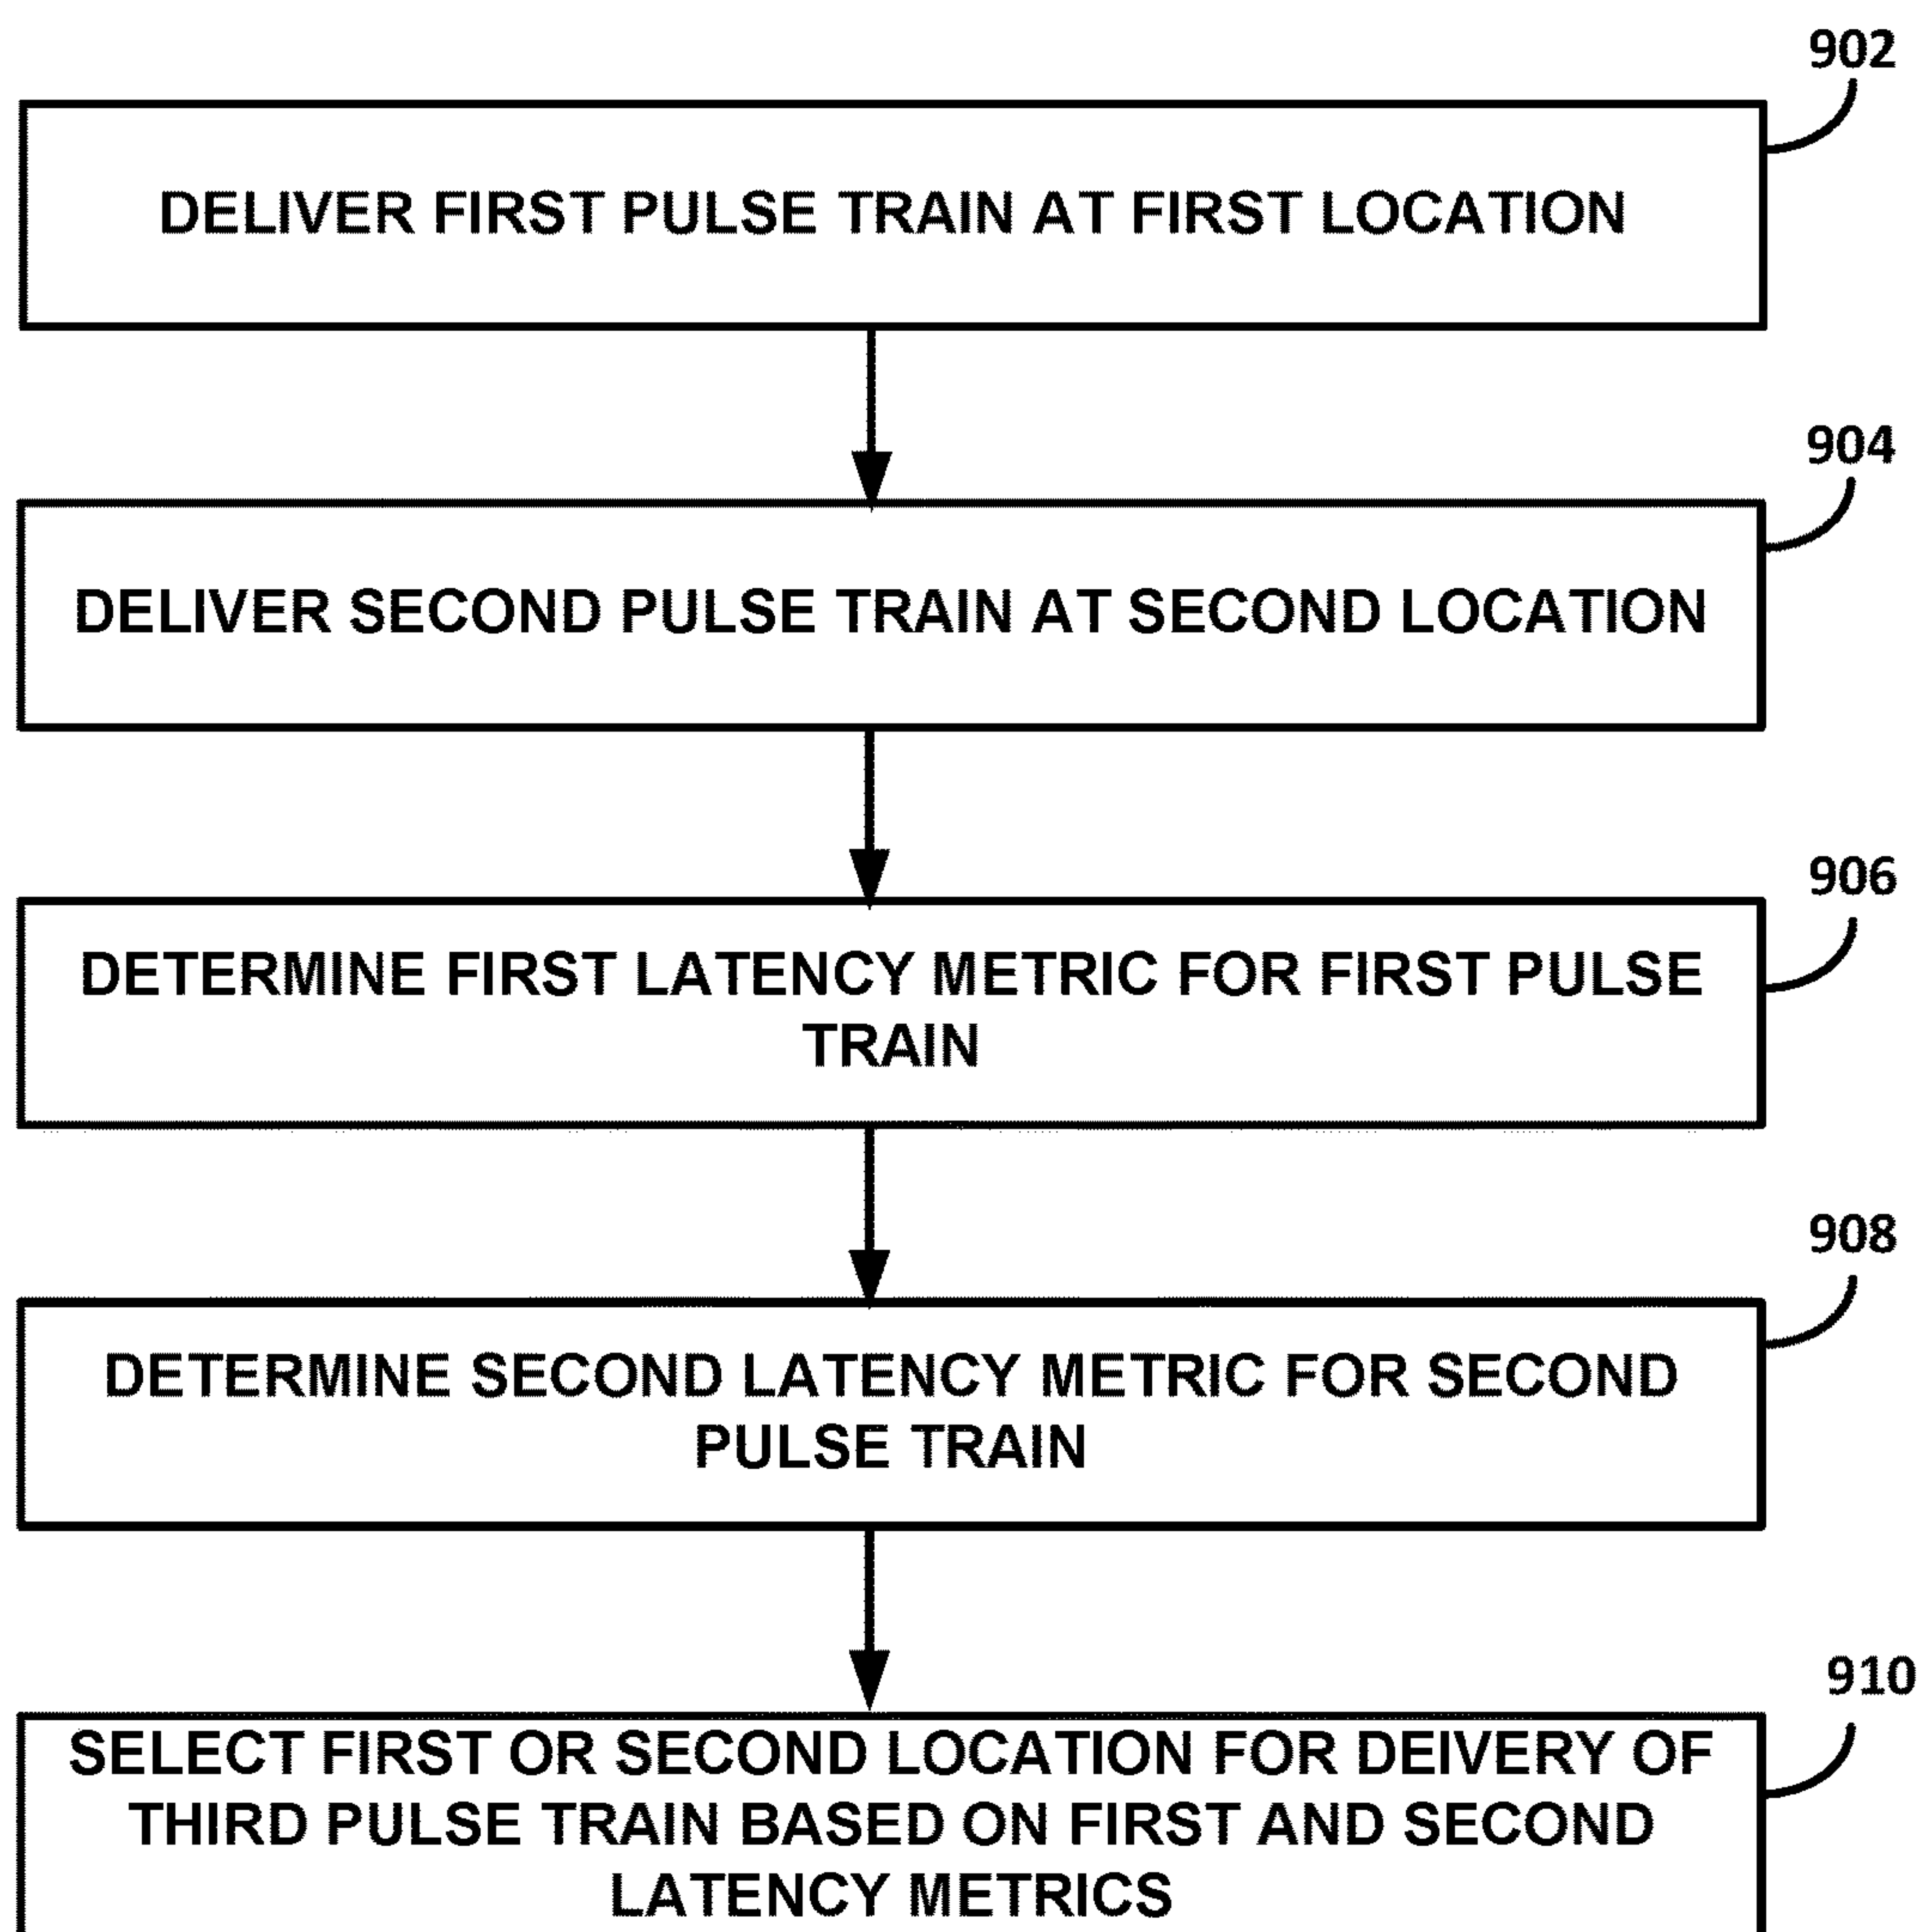 902
DELIVER FIRST PULSE TRAIN AT FIRST LOCATION
904
DELIVER SECOND PULSE TRAIN AT SECOND LOCATION
906
DETERMINE FIRST LATENCY METRIC FOR FIRST PULSE
TRAIN
908
DETERMINE SECOND LATENCY METRIC FOR SECOND
PULSE TRAIN
910
SELECT FIRST OR SECOND LOCATION FOR DEIVERY OF
THIRD PULSE TRAIN BASED ON FIRST AND SECOND
LATENCY METRICS